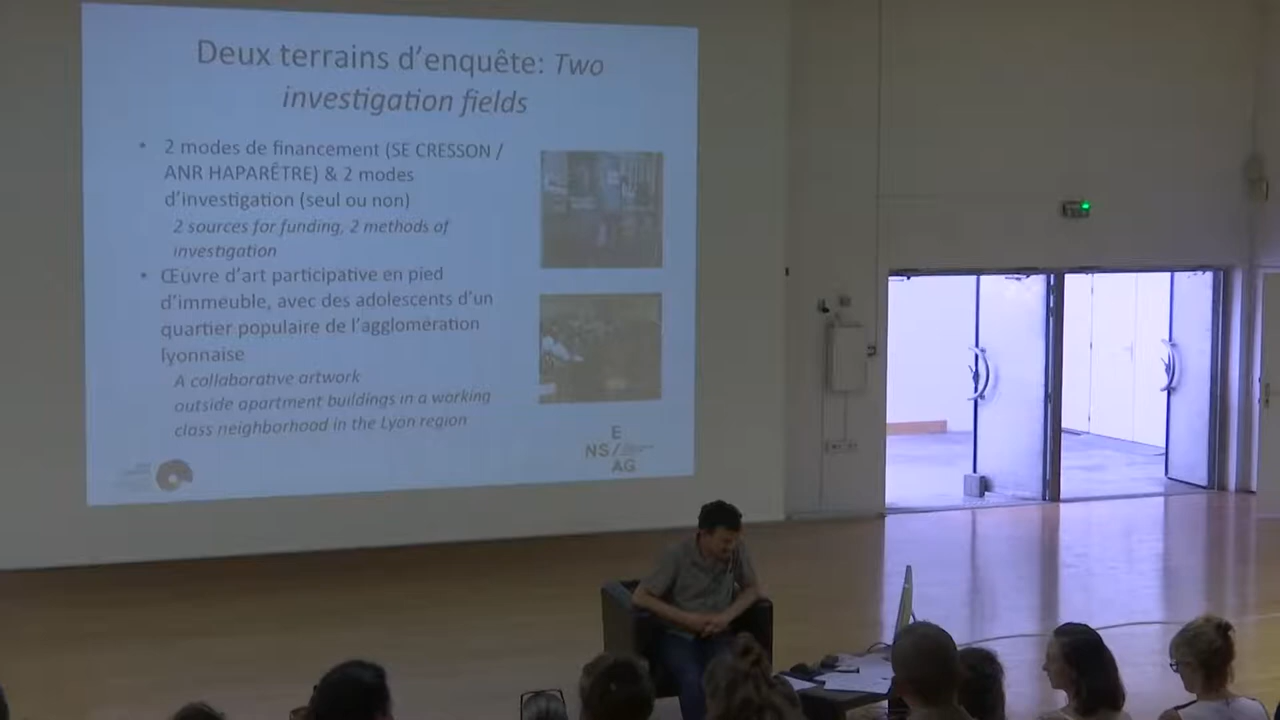 Deux terrains d'enquête: Two
investigation fields
• 2 modes de financement (SE CRESSON /
ANR HAPARÊTRE) & 2 modes
d'investigation (seul ou non)
2 sources for funding, 2 methods of
investigation
• Œuvre d'art participative en pied
d'immeuble, avec des adolescents d'un
quartier populaire de l'agglomération
lyonnaise
A collaborative artwork
outside apartment buildings in a working
class neighborhood in the Lyon region
E
NS/
AG